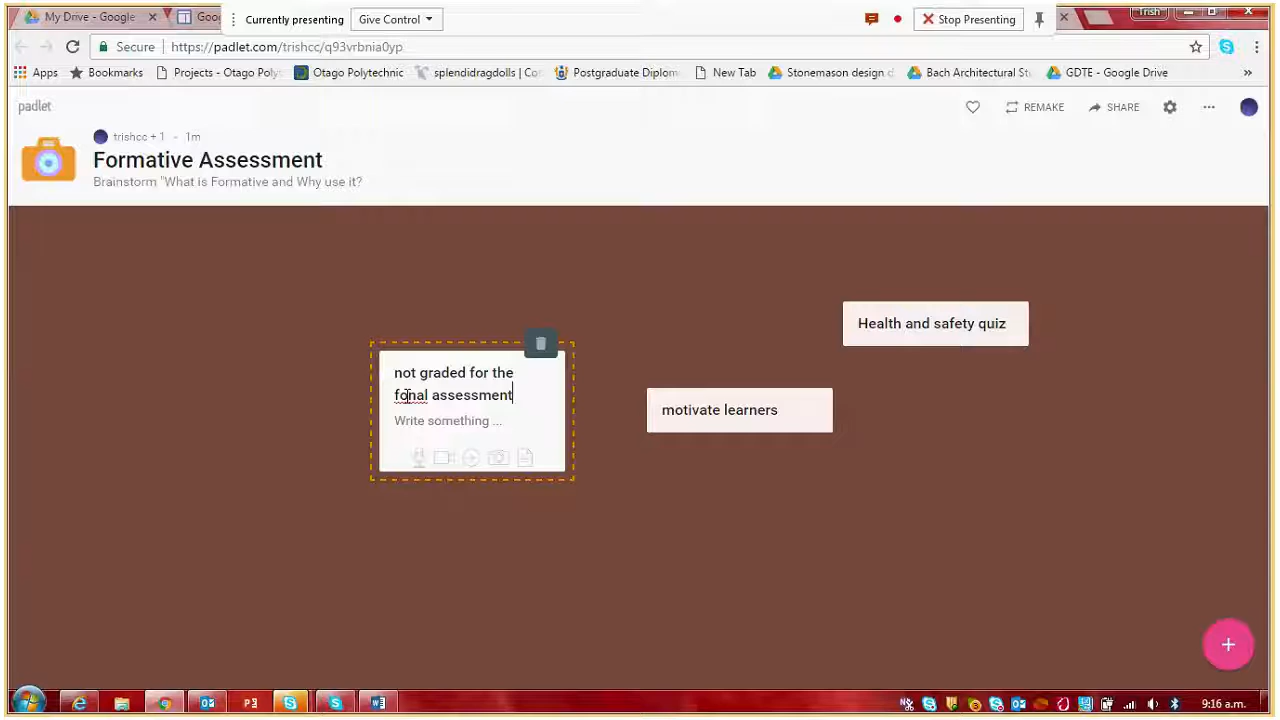 My Drive - Google
Goo
Currently presenting
Give Control
Stop Presenting
Trish
Secure
https://padlet.com/trishcc/q93vrbnia0yp
Apps
Bookmarks
Projects - Otago Polyt
Otago Polytechnic
splendidragdolls | Co
Postgraduate Diplom
New Tab
Stonemason design d
Bach Architectural Stu
GDTE - Google Drive
»
padlet
REMAKE
SHARE
trishcc + 1 - 1m
Formative Assessment
Brainstorm "What is Formative and Why use it?
Health and safety quiz
not graded for the
fonal assessment
Write something ...
motivate learners
9:16 a.m.